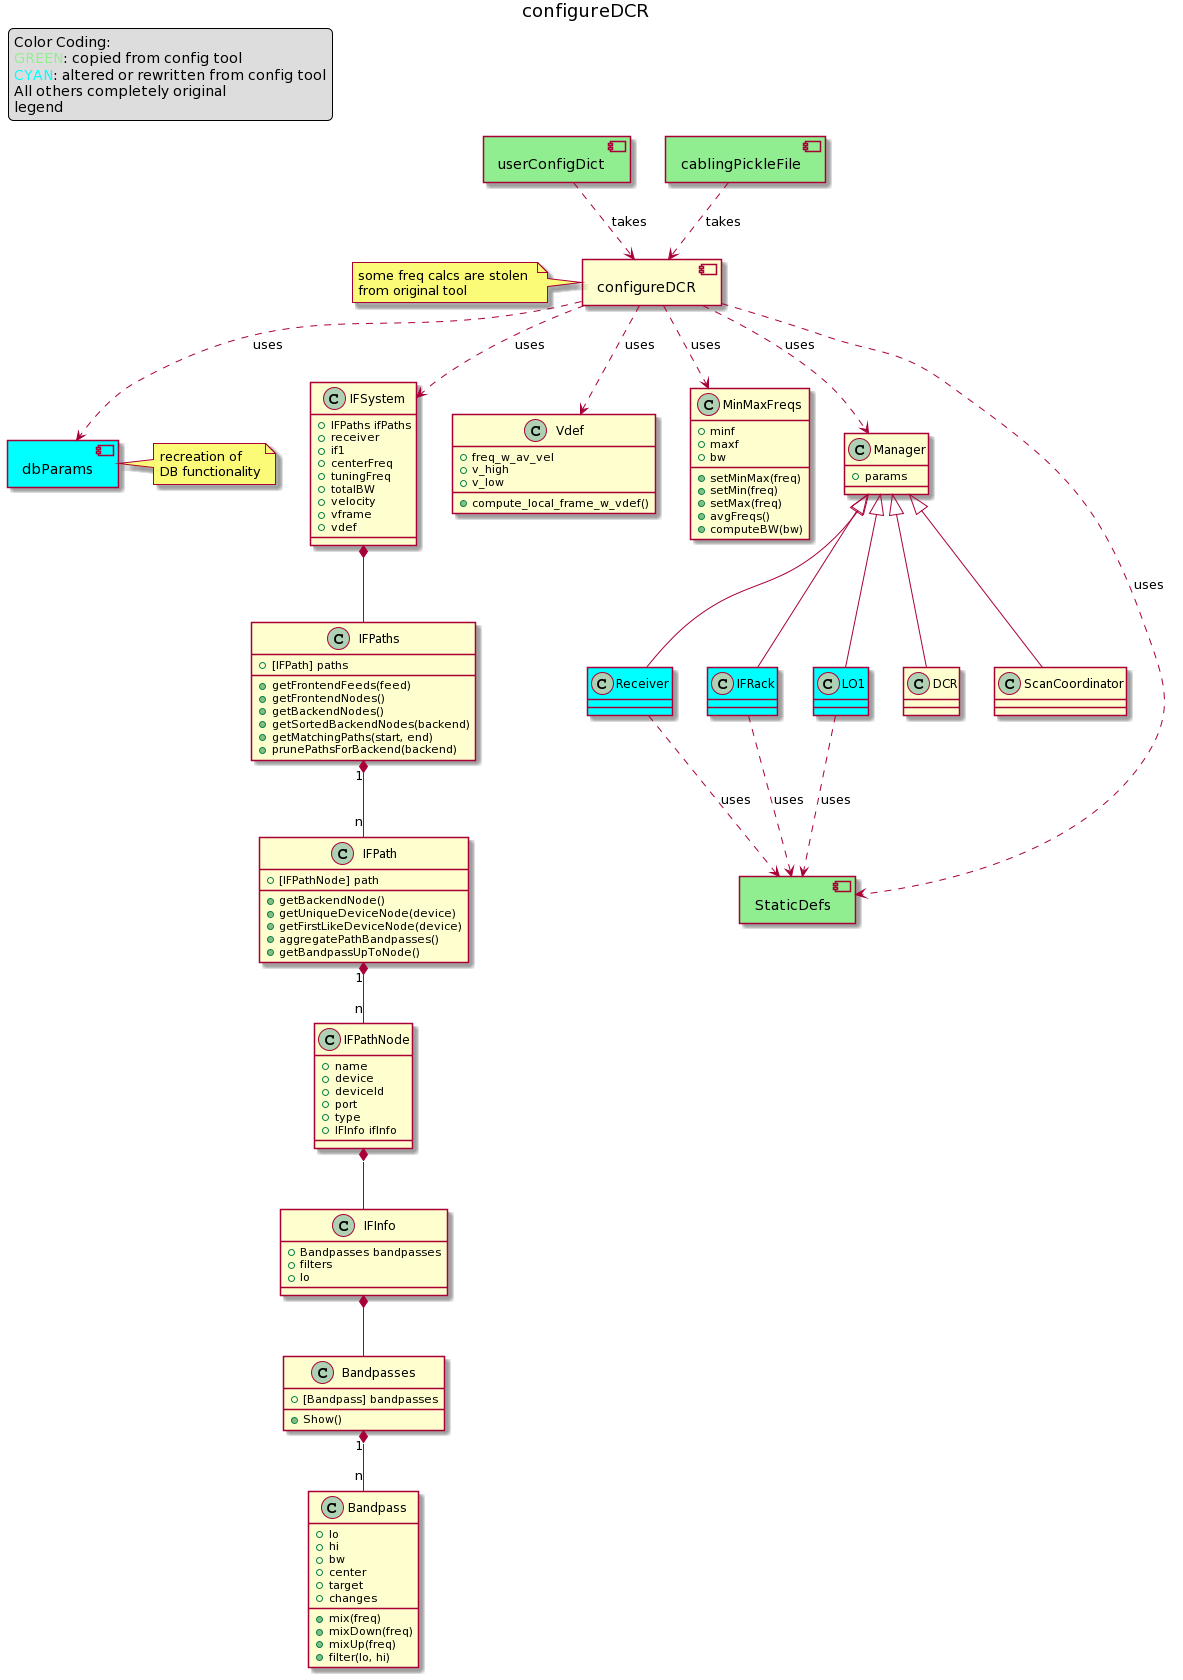 configureDCR
Color Coding:
GREEN: copied from config tool
CYAN: altered or rewritten from config tool
All others completely original
legend
userConfigDict
cablingPickleFile
takes
takes
some freq calcs are stolen
from original tool
configureDCR
uses
uses
uses
uses
uses
uses
dbParams
recreation of
DB functionality
C IFSystem
IFPaths ifPaths
receiver
if1
centerFreq
tuningFreq
totalBW
velocity
vframe
vdef
C Vdef
freq_w_av_vel
v_high
v_low
compute_local_frame_w_vdef()
C MinMaxFreqs
minf
maxf
bw
setMinMax(freq)
setMin(freq)
setMax(freq)
avgFreqs()
computeBW(bw)
C Manager
params
C IFPaths
[IFPath] paths
getFrontendFeeds(feed)
getFrontendNodes()
getBackendNodes()
getSortedBackendNodes(backend)
getMatchingPaths(start, end)
prunePathsForBackend(backend)
C Receiver
C IFRack
C LO1
C DCR
C ScanCoordinator
uses
uses
uses
StaticDefs
1
n
C IFPath
[IFPathNode] path
getBackendNode()
getUniqueDeviceNode(device)
getFirstLikeDeviceNode(device)
aggregatePathBandpasses()
getBandpassUpToNode()
1
n
C IFPathNode
name
device
deviceId
port
type
IFInfo ifInfo
C IFInfo
Bandpasses bandpasses
filters
lo
C Bandpasses
[Bandpass] bandpasses
Show()
1
n
C Bandpass
lo
hi
bw
center
target
changes
mix(freq)
mixDown(freq)
mixUp(freq)
filter(lo, hi)